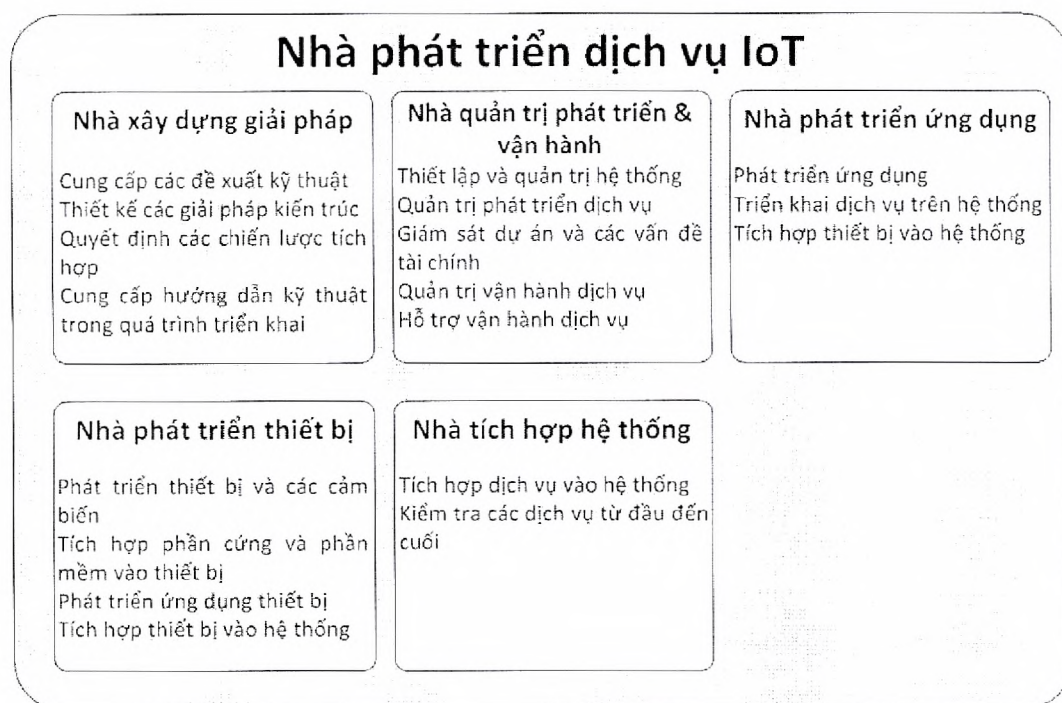 Nhà phát triển dịch vụ IoT
Nhà xây dựng giải pháp
Cung cấp các đề xuất kỹ thuật
Thiết kế các giải pháp kiến trúc
Quyết định các chiến lược tích
hợp
Cung cấp hướng dẫn kỹ thuật
trong quá trình triển khai
Nhà quản trị phát triển &
vận hành
Thiết lập và quản trị hệ thống
Quản trị phát triển dịch vụ
Giám sát dự án và các vấn đề
tài chính
Quản trị vận hành dịch vụ
Hỗ trợ vận hành dịch vụ
Nhà phát triển ứng dụng
Phát triển ứng dụng
Triển khai dịch vụ trên hệ thống
Tích hợp thiết bị vào hệ thống
Nhà phát triển thiết bị
Phát triển thiết bị và các cảm
biến
Tích hợp phần cứng và phần
mềm vào thiết bị
Phát triển ứng dụng thiết bị
Tích hợp thiết bị vào hệ thống
Nhà tích hợp hệ thống
Tích hợp dịch vụ vào hệ thống
Kiểm tra các dịch vụ từ đầu đến
cuối